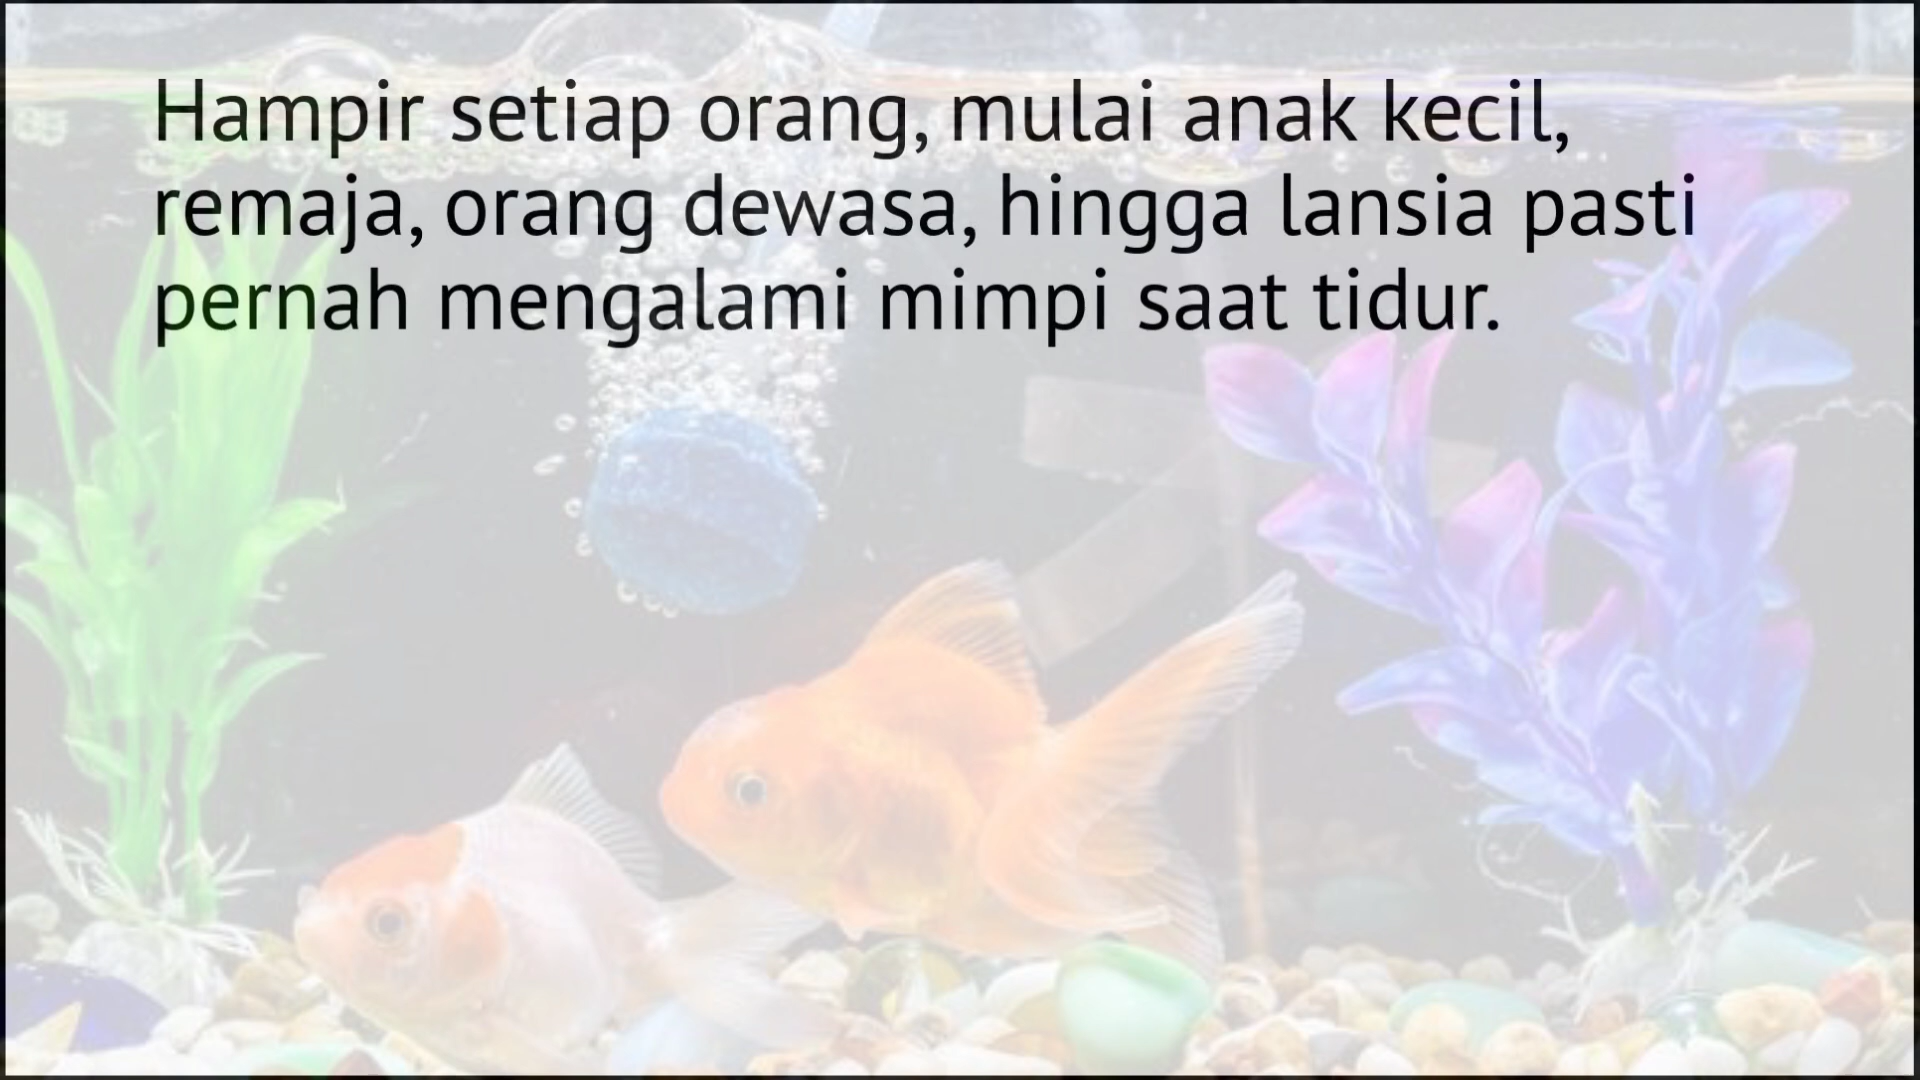 Hampir setiap orang, mulai anak kecil,
remaja, orang dewasa, hingga lansia pasti
pernah mengalami mimpi saat tidur.